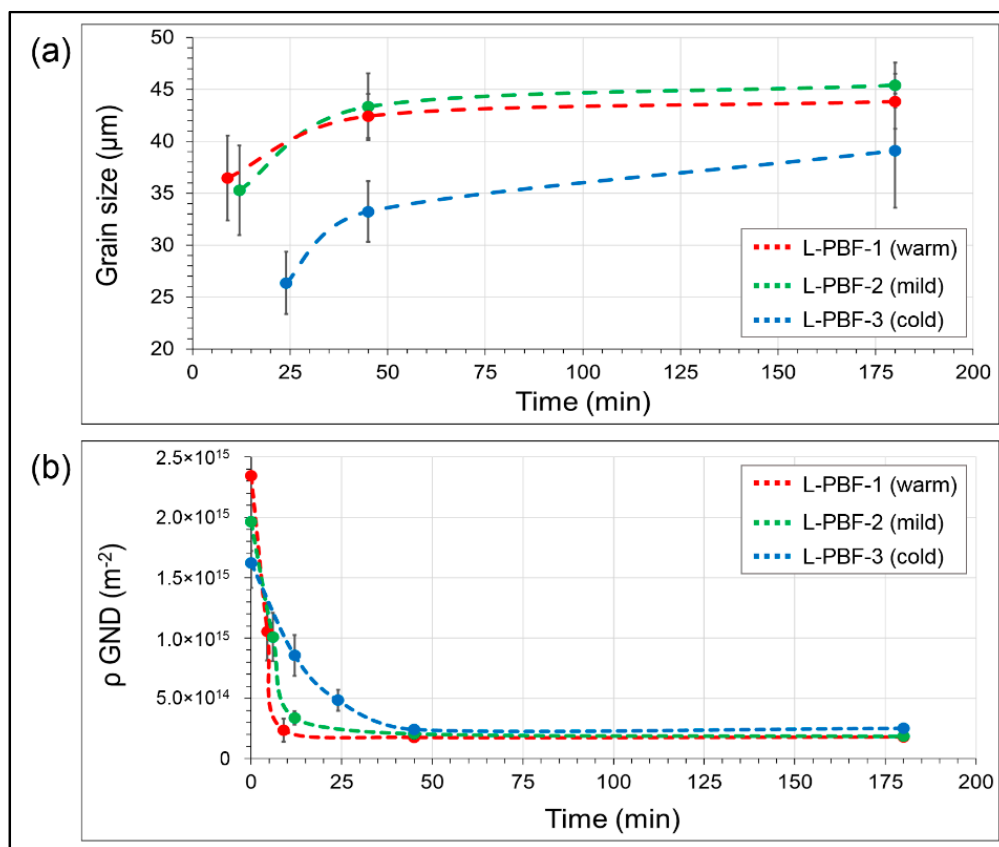 (a)
Grain size (μm)
50
45
40
35
30
25
20
0
25
50
75
100
125
150
175
200
Time (min)
L-PBF-1 (warm)
L-PBF-2 (mild)
L-PBF-3 (cold)
(b)
ρ GND (m⁻²)
2.5×10¹⁵
2.0×10¹⁵
1.5×10¹⁵
1.0×10¹⁵
5.0×10¹⁴
0
0
25
50
75
100
125
150
175
200
Time (min)
L-PBF-1 (warm)
L-PBF-2 (mild)
L-PBF-3 (cold)